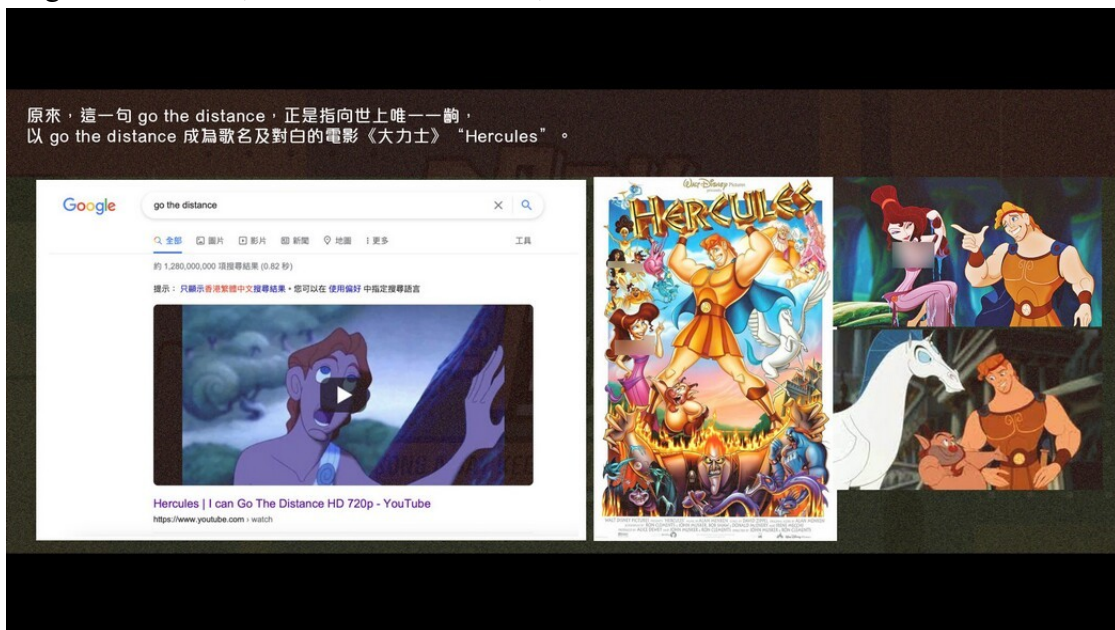 原來，這一句 go the distance，正是指向世上唯一一齣，
以 go the distance 成為歌名及對白的電影《大力士》“Hercules”。
Google
go the distance
全部 圖片 影片 新聞 地圖 更多 工具
約 1,280,000,000 項搜尋結果 (0.82 秒)
提示： 只顯示香港繁體中文搜尋結果。您可以在 使用偏好 中指定搜尋語言
Hercules | I can Go The Distance HD 720p - YouTube
https://www.youtube.com › watch
Walt Disney Pictures
HERCULES